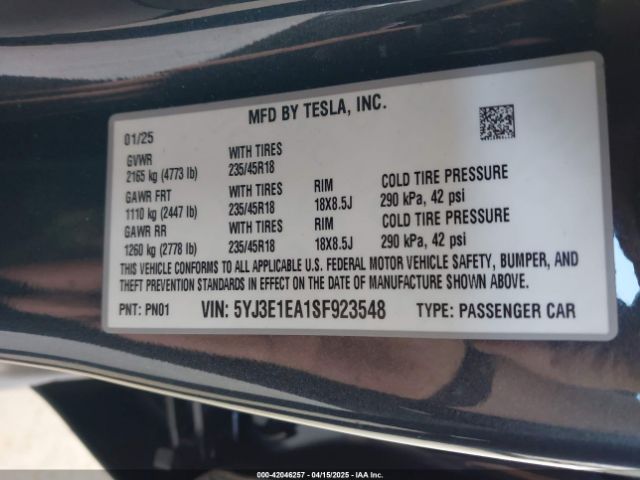 MFD BY TESLA, INC.
01/25
GVWR WITH TIRES
2165 kg (4773 lb) 235/45R18
GAWR FRT WITH TIRES RIM COLD TIRE PRESSURE
1110 kg (2447 lb) 235/45R18 18X8.5J 290 kPa, 42 psi
GAWR RR WITH TIRES RIM COLD TIRE PRESSURE
1260 kg (2778 lb) 235/45R18 18X8.5J 290 kPa, 42 psi
THIS VEHICLE CONFORMS TO ALL APPLICABLE U.S. FEDERAL MOTOR VEHICLE SAFETY, BUMPER, AND
THEFT PREVENTION STANDARDS IN EFFECT ON THE DATE OF MANUFACTURE SHOWN ABOVE.
PNT: PN01 VIN: 5YJ3E1EA1SF923548 TYPE: PASSENGER CAR
000-42046257 - 04/15/2025 - IAAI Inc.